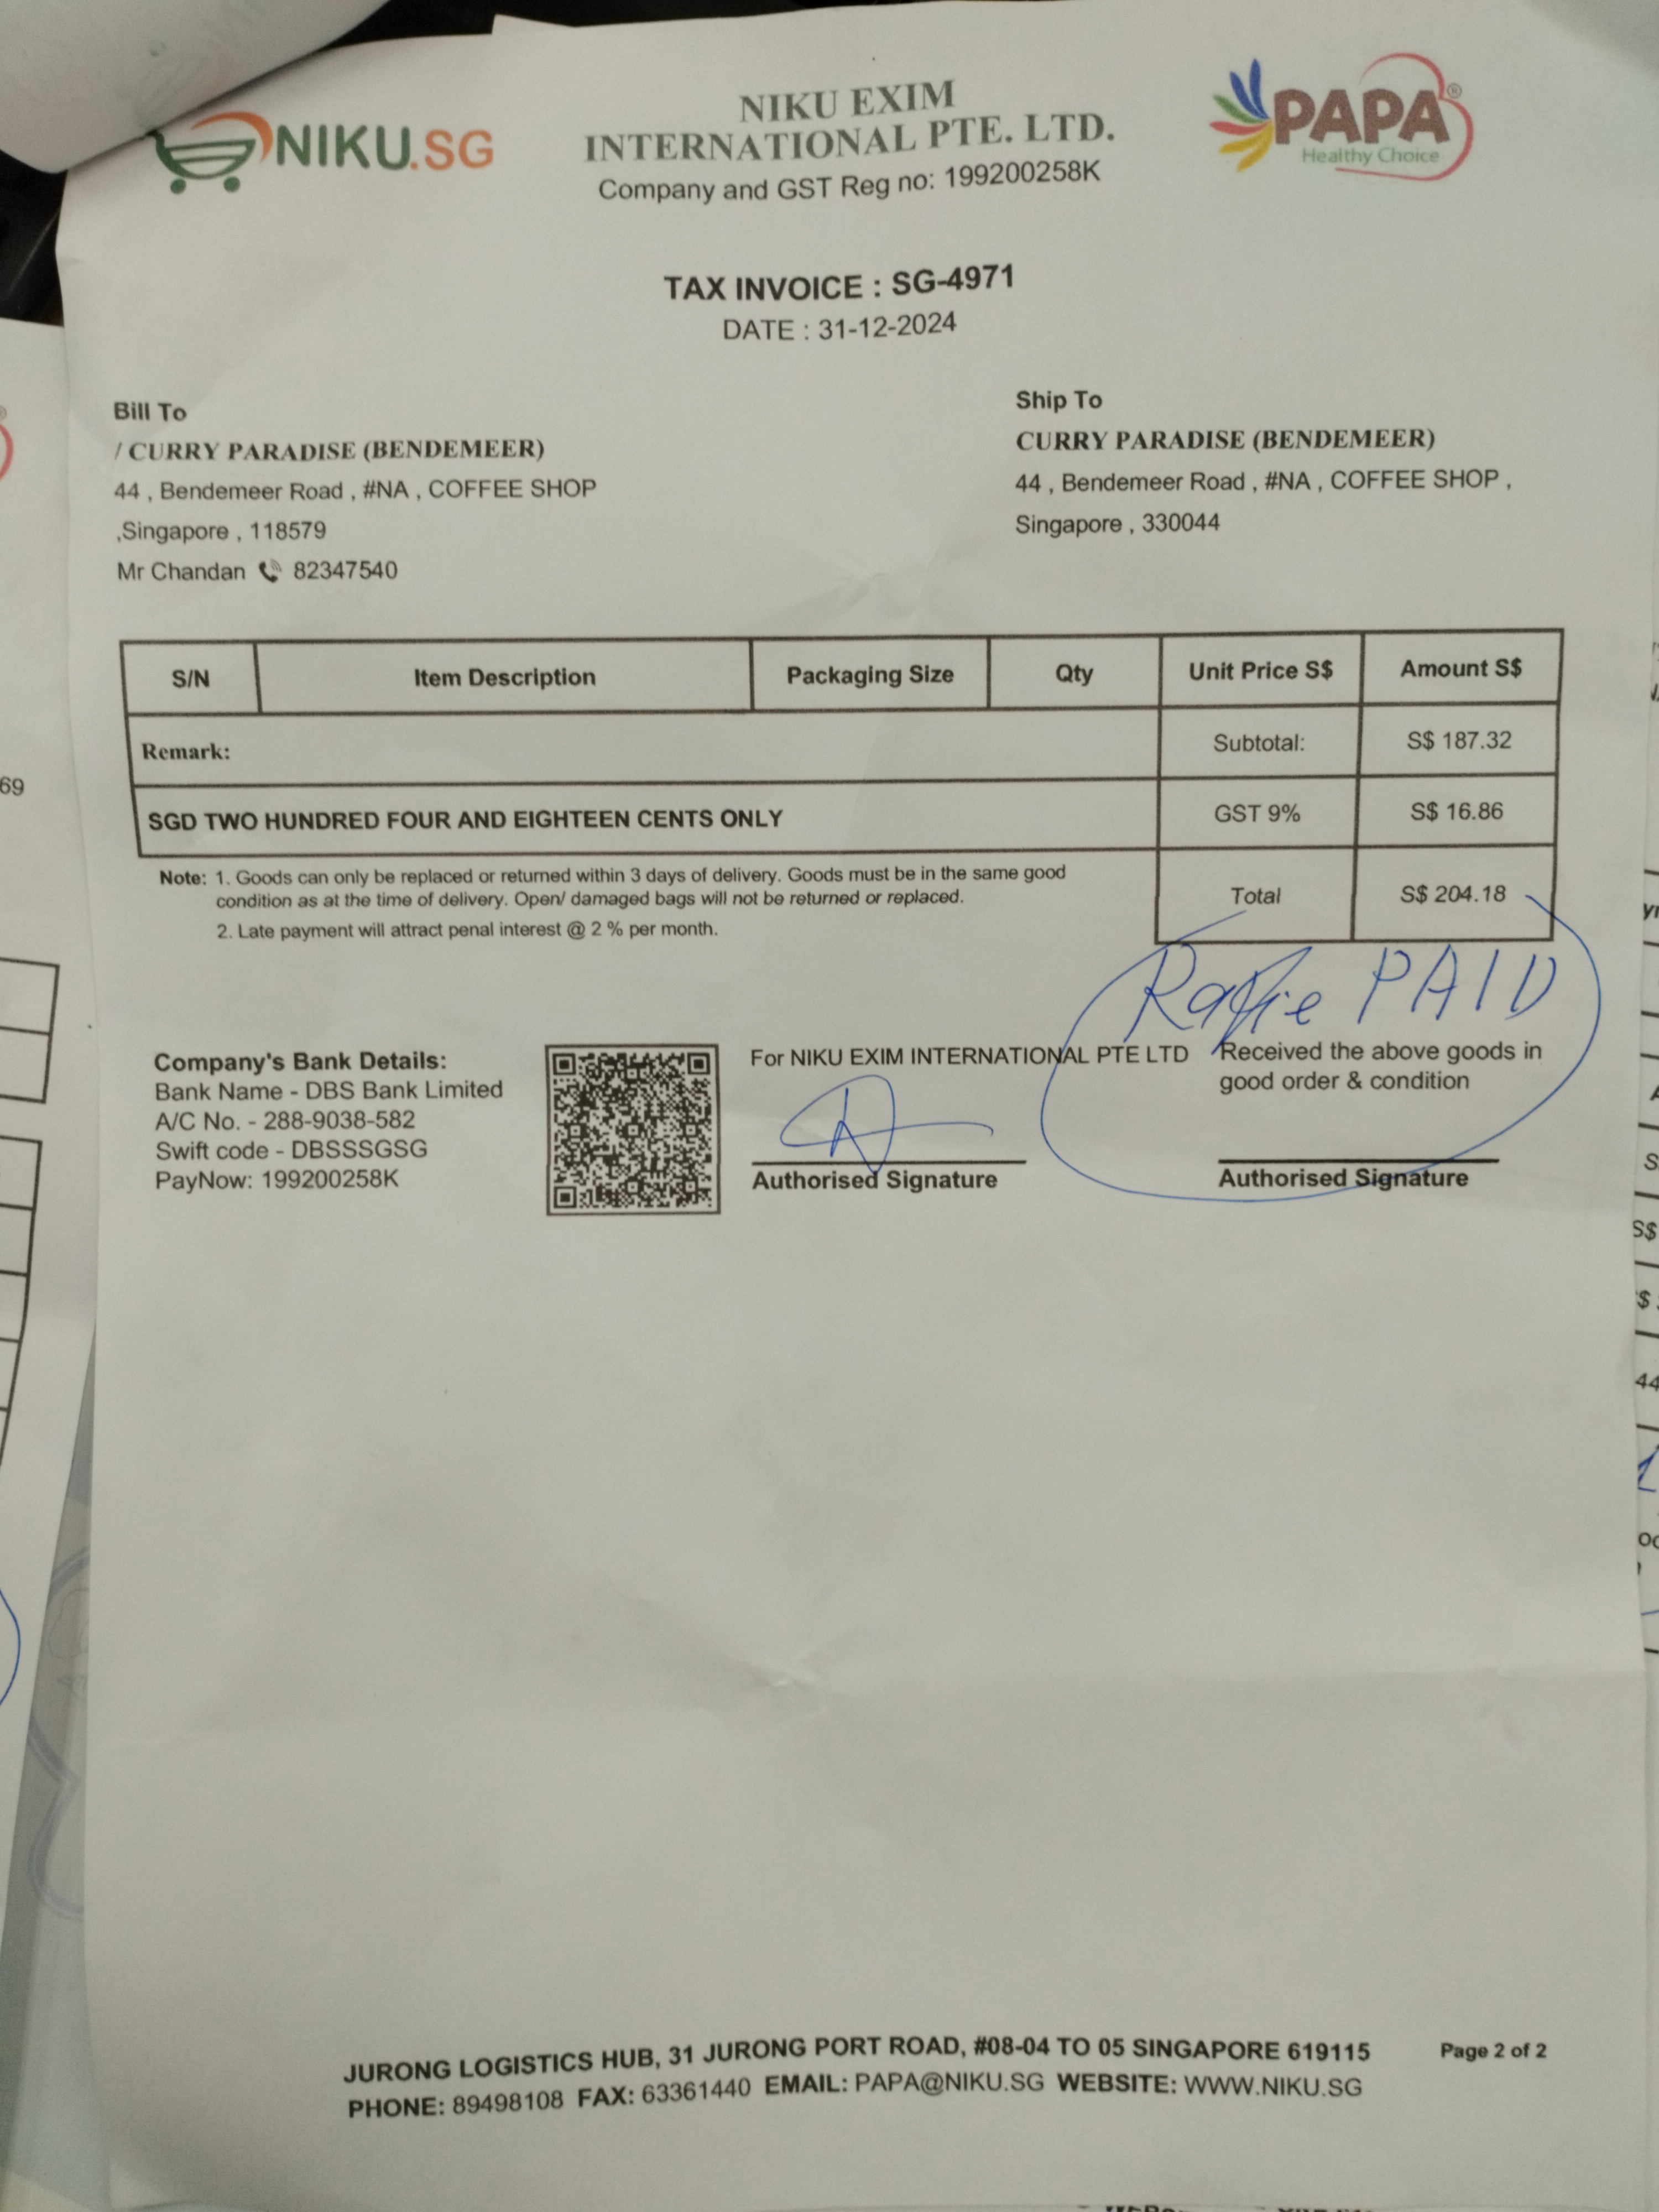 NIKU.SG
NIKU EXIM
INTERNATIONAL PTE. LTD.
Company and GST Reg no: 199200258K
PAPA®
Healthy Choice
TAX INVOICE : SG-4971
DATE : 31-12-2024
Bill To
/ CURRY PARADISE (BENDEMEER)
44 , Bendemeer Road , #NA , COFFEE SHOP
,Singapore , 118579
Mr Chandan 82347540
Ship To
CURRY PARADISE (BENDEMEER)
44 , Bendemeer Road , #NA , COFFEE SHOP ,
Singapore , 330044
S/N Item Description Packaging Size Qty Unit Price S$ Amount S$
Remark: Subtotal: S$ 187.32
SGD TWO HUNDRED FOUR AND EIGHTEEN CENTS ONLY GST 9% S$ 16.86
Total S$ 204.18
Note: 1. Goods can only be replaced or returned within 3 days of delivery. Goods must be in the same good
condition as at the time of delivery. Open/ damaged bags will not be returned or replaced.
2. Late payment will attract penal interest @ 2 % per month.
PAID
Company's Bank Details:
Bank Name - DBS Bank Limited
A/C No. - 288-9038-582
Swift code - DBSSSGSG
PayNow: 199200258K
For NIKU EXIM INTERNATIONAL PTE LTD
Authorised Signature
Received the above goods in
good order & condition
Authorised Signature
JURONG LOGISTICS HUB, 31 JURONG PORT ROAD, #08-04 TO 05 SINGAPORE 619115
PHONE: 89498108 FAX: 63361440 EMAIL: PAPA@NIKU.SG WEBSITE: WWW.NIKU.SG
Page 2 of 2
69
S$
44